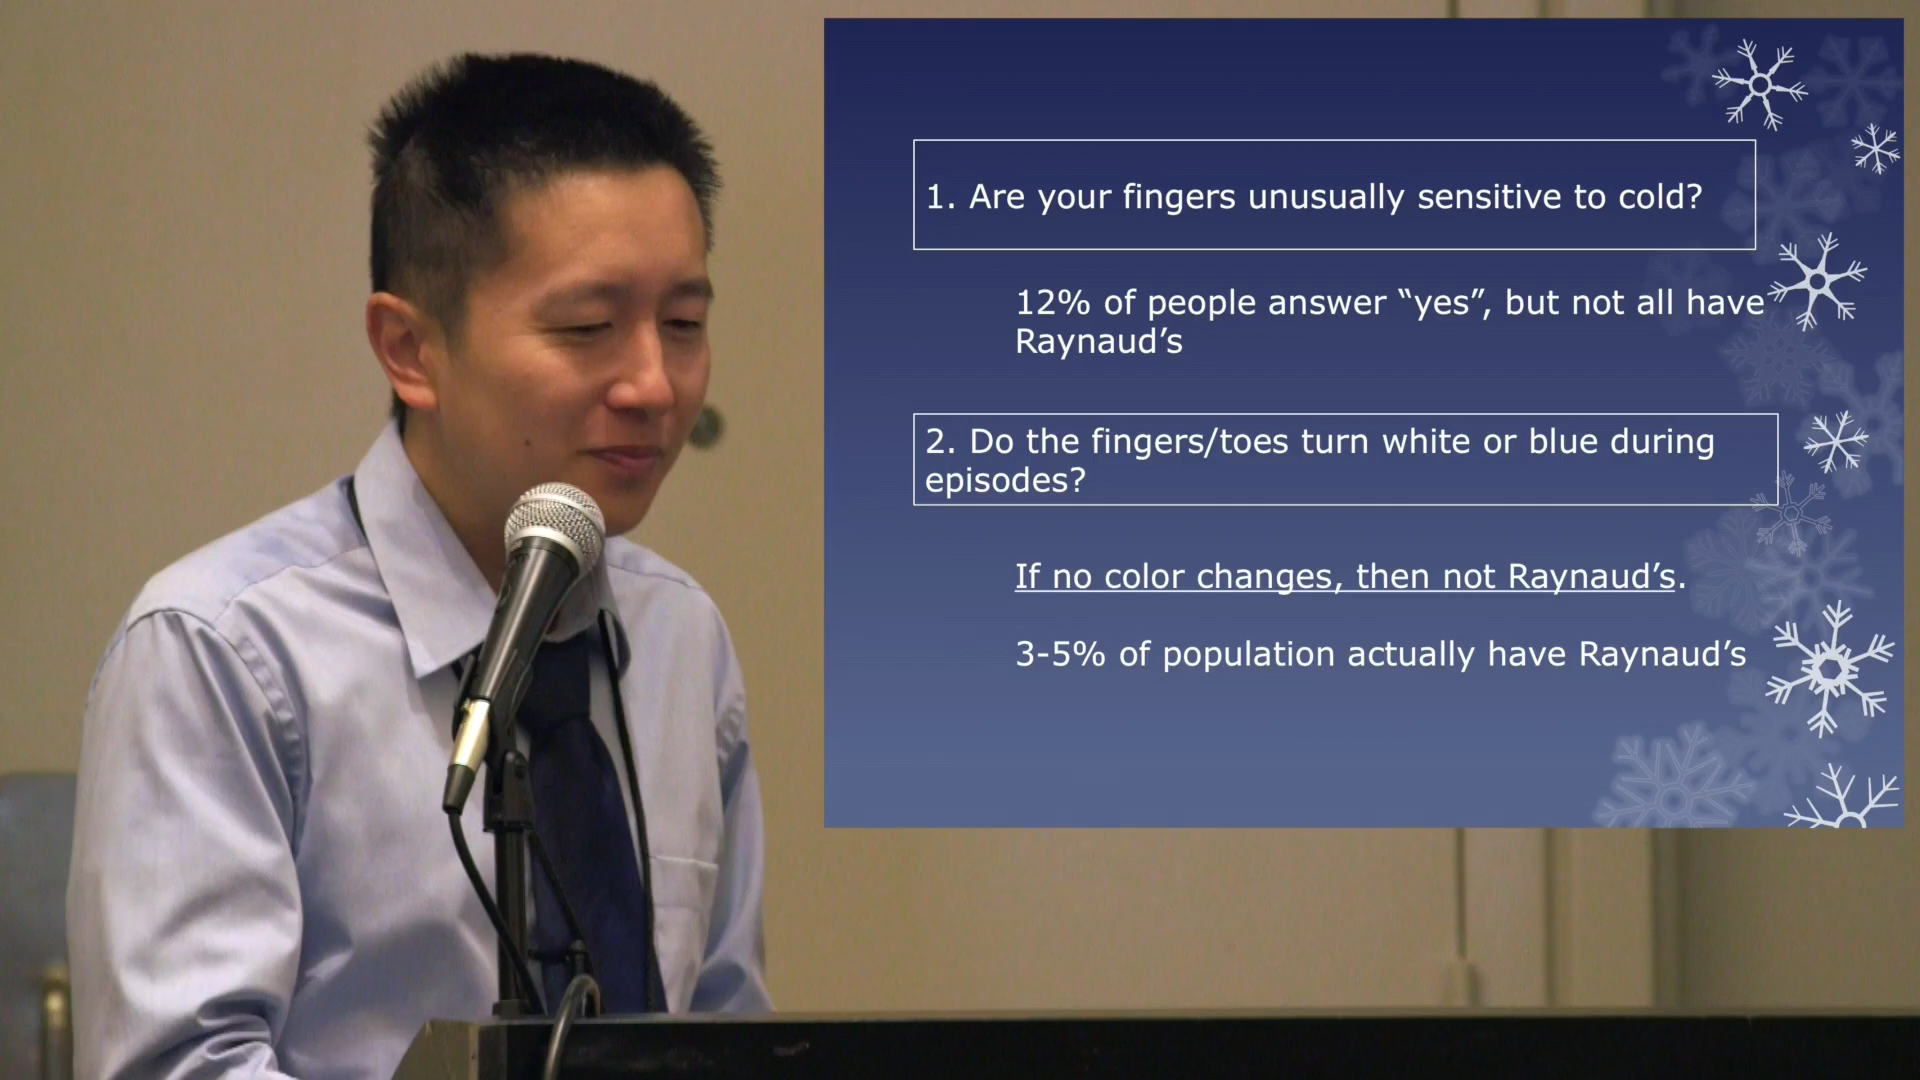 1. Are your fingers unusually sensitive to cold?
12% of people answer “yes”, but not all have
Raynaud’s
2. Do the fingers/toes turn white or blue during
episodes?
If no color changes, then not Raynaud’s.
3-5% of population actually have Raynaud’s